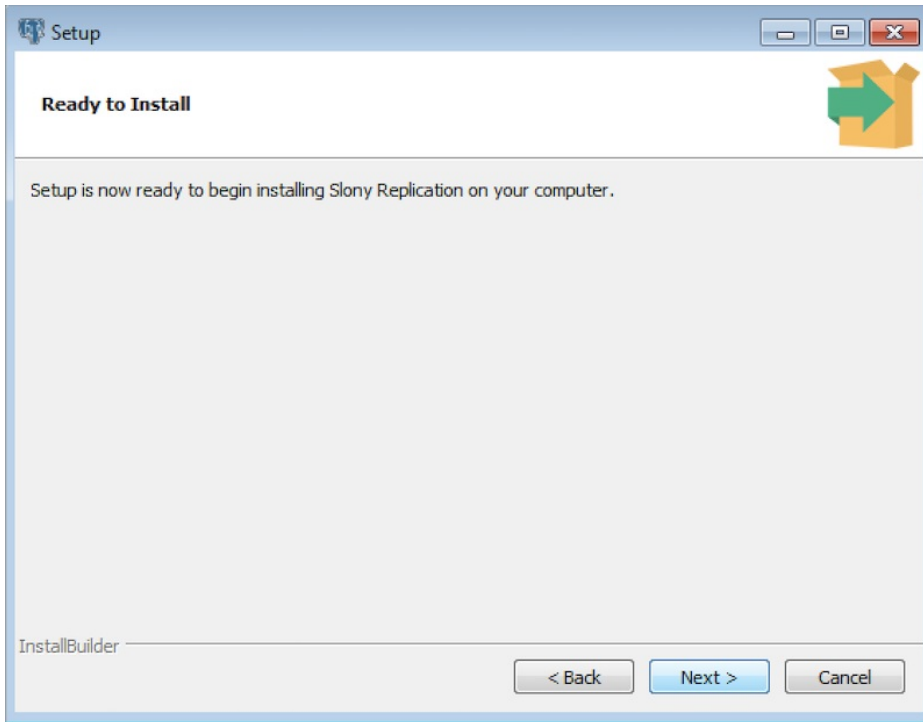 Setup
Ready to Install
Setup is now ready to begin installing Slony Replication on your computer.
InstallBuilder
< Back
Next >
Cancel